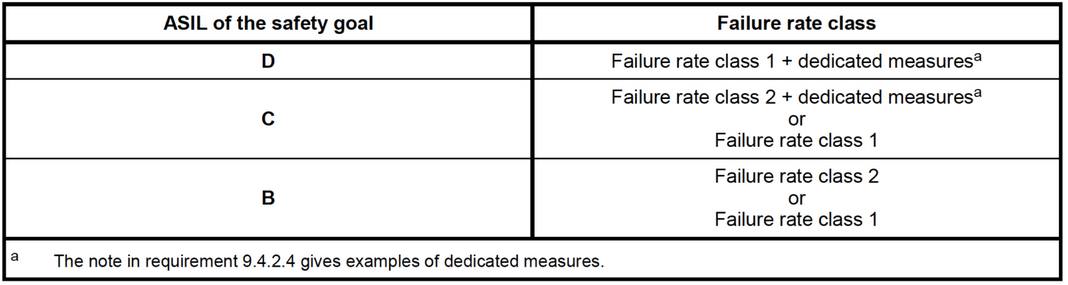 ASIL of the safety goal Failure rate class
D Failure rate class 1 + dedicated measuresa
C Failure rate class 2 + dedicated measuresa
or
Failure rate class 1
B Failure rate class 2
or
Failure rate class 1
a The note in requirement 9.4.2.4 gives examples of dedicated measures.